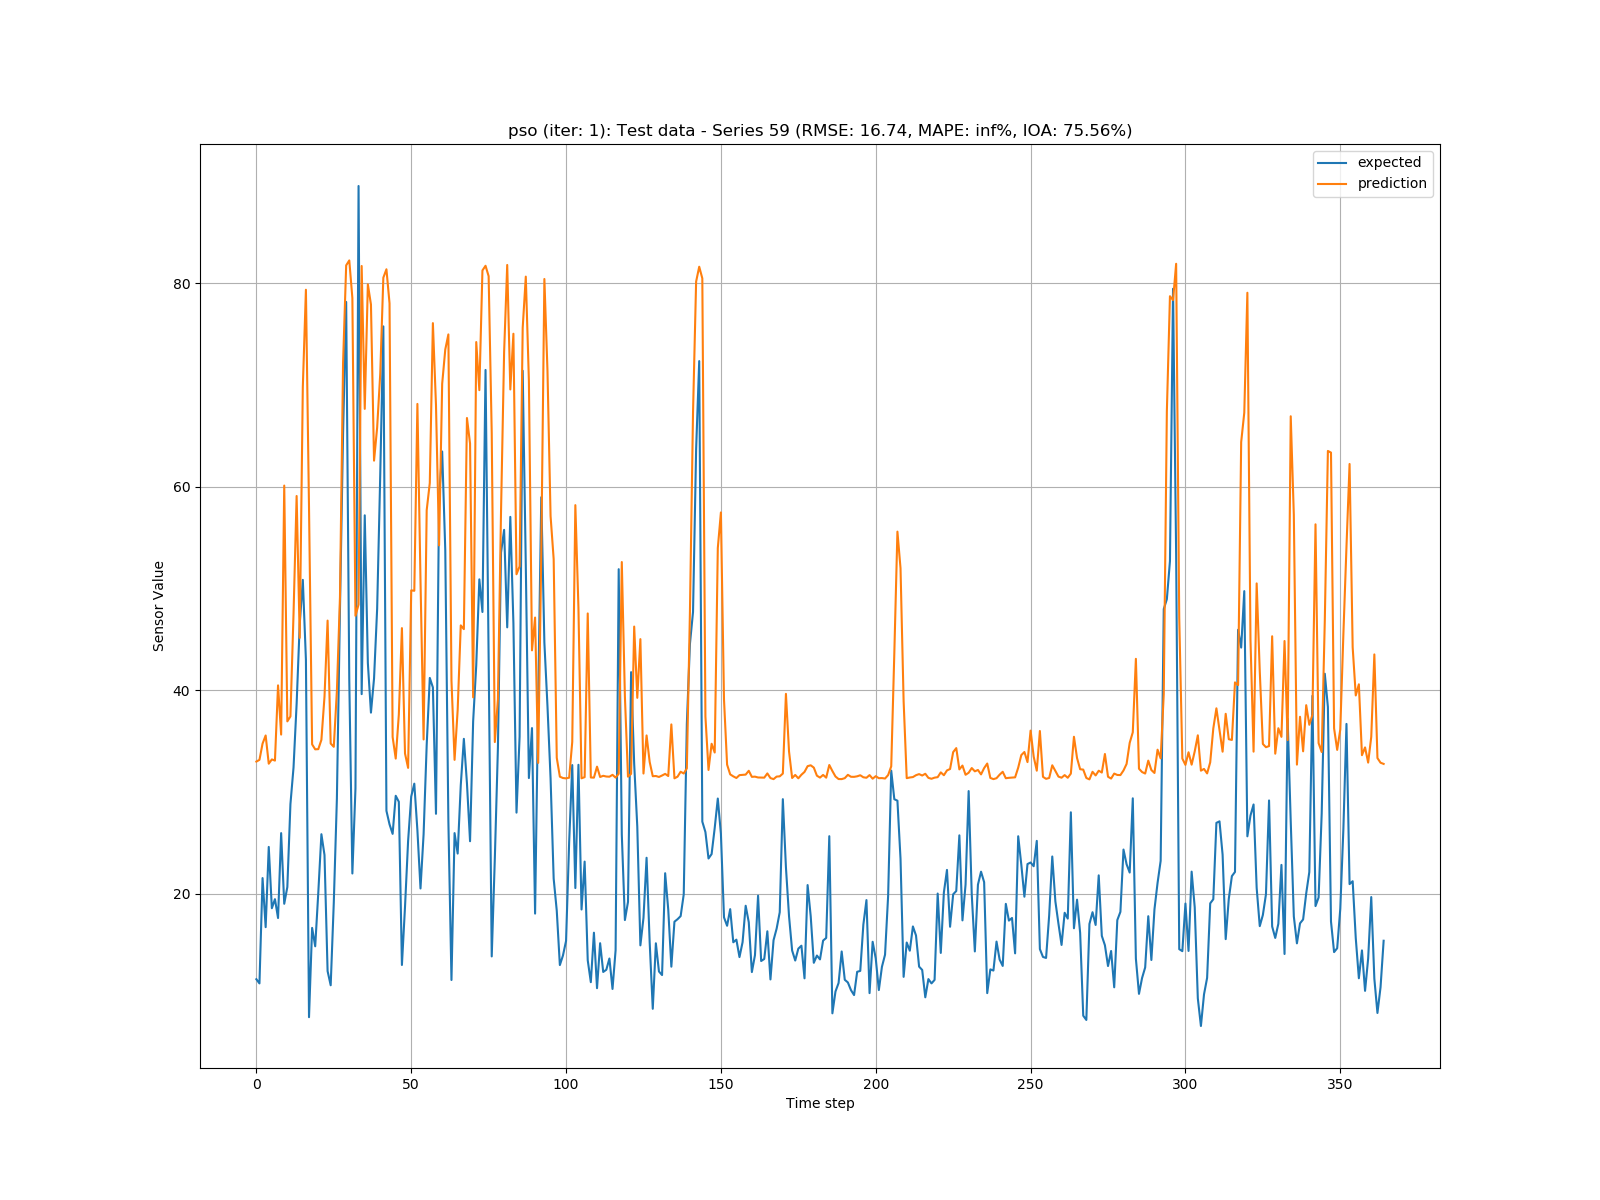 pso (iter: 1): Test data - Series 59 (RMSE: 16.74, MAPE: inf%, IOA: 75.56%)
expected
prediction
80
60
40
20
Sensor Value
0 50 100 150 200 250 300 350
Time step